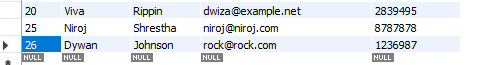 20 Viva Rippin dwiza@example.net 2839495
25 Niroj Shrestha niroj@niroj.com 8787878
26 Dywan Johnson rock@rock.com 1236987
NULL NULL NULL NULL NULL